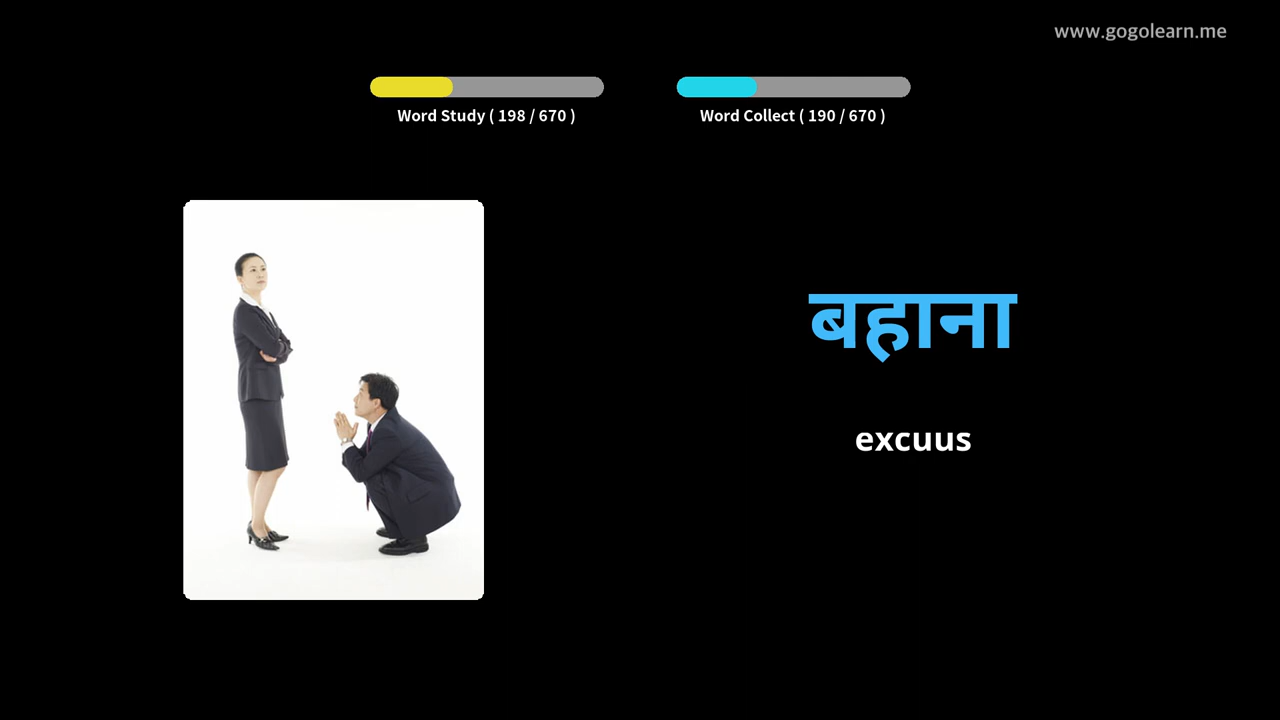 www.gogolearn.me
Word Study ( 198 / 670 )
Word Collect ( 190 / 670 )
बहाना
excuus